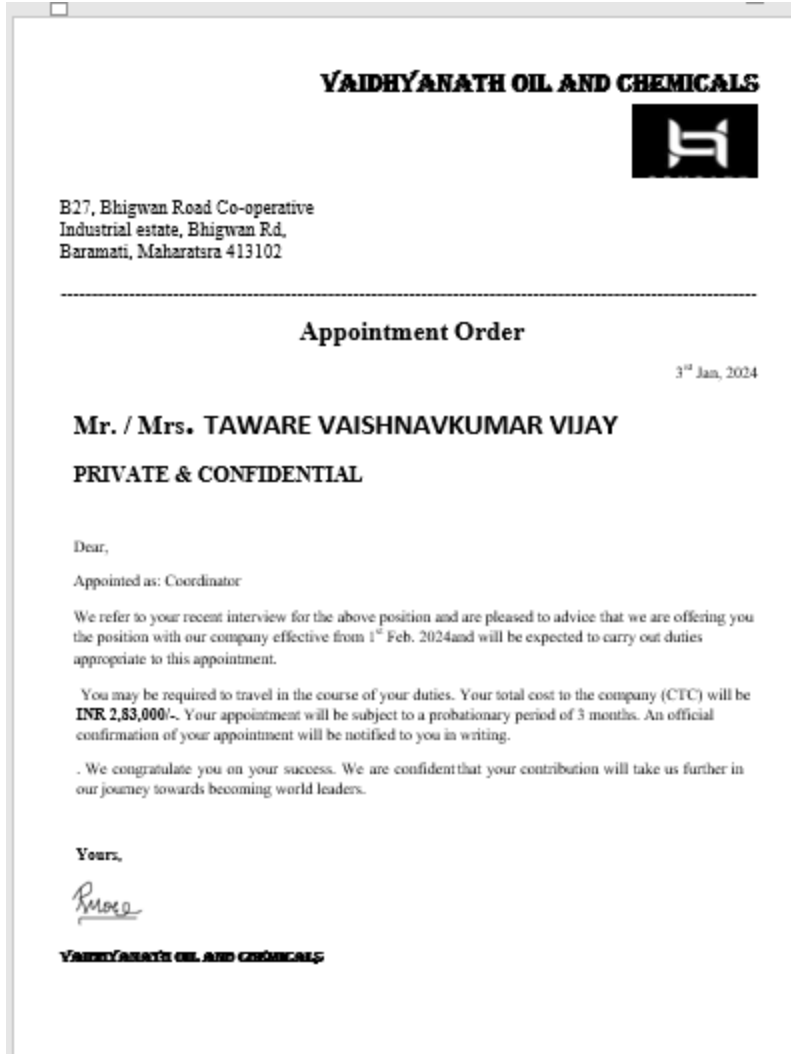 VAIDHYANATH OIL AND CHEMICALS
B27, Bhigwan Road Co-operative
Industrial estate, Bhigwan Rd,
Baramati, Maharatsra 413102
Appointment Order
3rd Jan, 2024
Mr. / Mrs. TAWARE VAISHNAVKUMAR VIJAY
PRIVATE & CONFIDENTIAL
Dear,
Appointed as: Coordinator
We refer to your recent interview for the above position and are pleased to advice that we are offering you
the position with our company effective from 1st Feb. 2024and will be expected to carry out duties
appropriate to this appointment.
You may be required to travel in the course of your duties. Your total cost to the company (CTC) will be
INR 2,83,000/-. Your appointment will be subject to a probationary period of 3 months. An official
confirmation of your appointment will be notified to you in writing.
. We congratulate you on your success. We are confident that your contribution will take us further in
our journey towards becoming world leaders.
Yours,
VAIDHYANATH OIL AND CHEMICALS